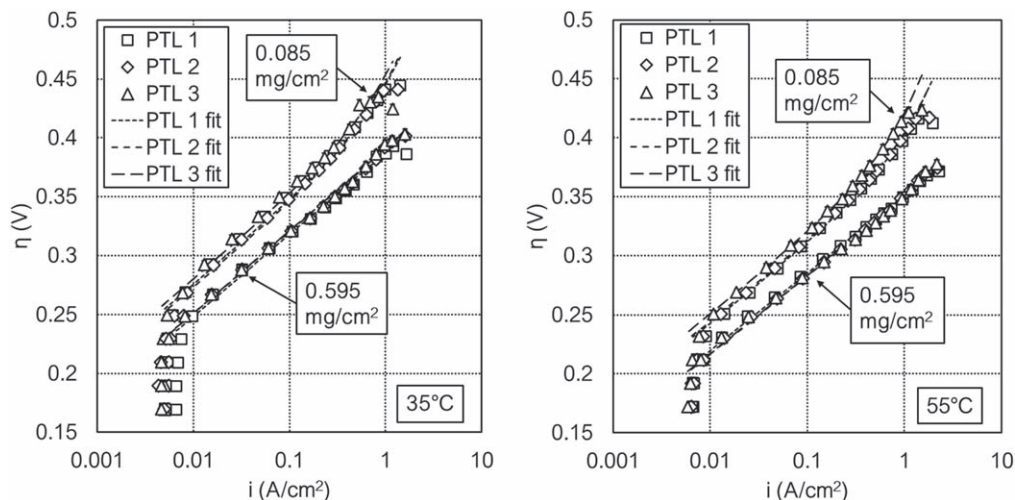 η (V)
0.45
0.4
0.35
0.3
0.25
0.2
0.15
PTL 1
PTL 2
PTL 3
PTL 1 fit
PTL 2 fit
PTL 3 fit
0.085
mg/cm²
0.595
mg/cm²
35°C
0.001
0.01
0.1
1
10
i (A/cm²)
η (V)
0.45
0.4
0.35
0.3
0.25
0.2
0.15
PTL 1
PTL 2
PTL 3
PTL 1 fit
PTL 2 fit
PTL 3 fit
0.085
mg/cm²
0.595
mg/cm²
55°C
0.001
0.01
0.1
1
10
i (A/cm²)